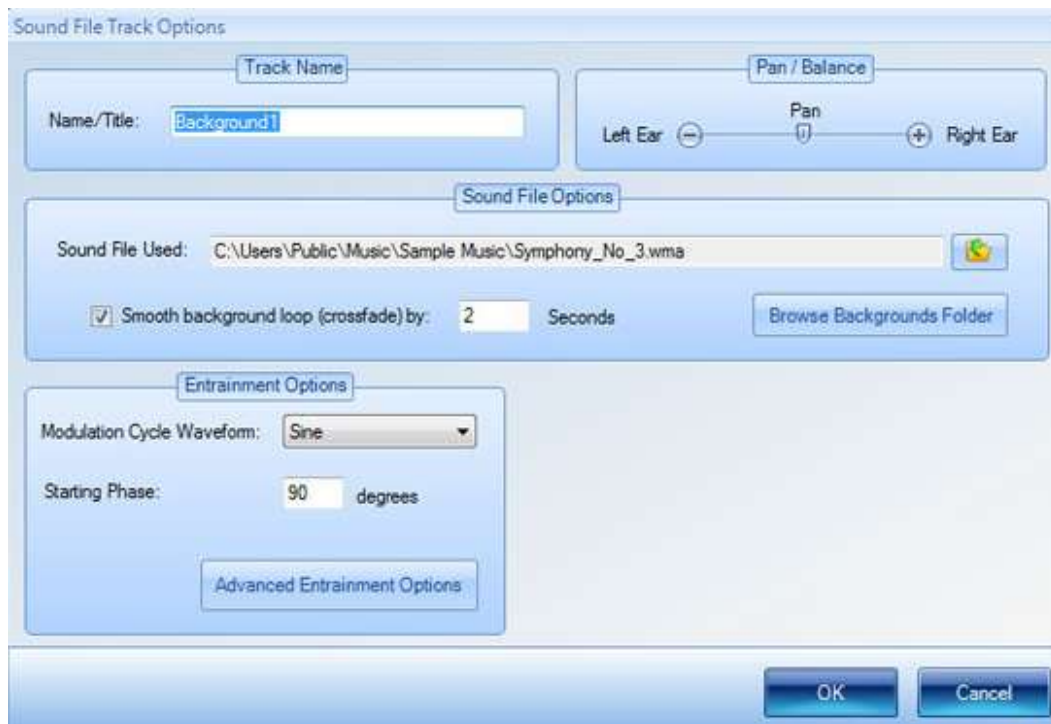 Sound File Track Options
Track Name
Name/Title: Background1
Pan / Balance
Pan
Left Ear Right Ear
Sound File Options
Sound File Used: C:\Users\Public\Music\Sample Music\Symphony_No_3.wma
Smooth background loop (crossfade) by: 2 Seconds
Browse Backgrounds Folder
Entrainment Options
Modulation Cycle Waveform: Sine
Starting Phase: 90 degrees
Advanced Entrainment Options
OK Cancel